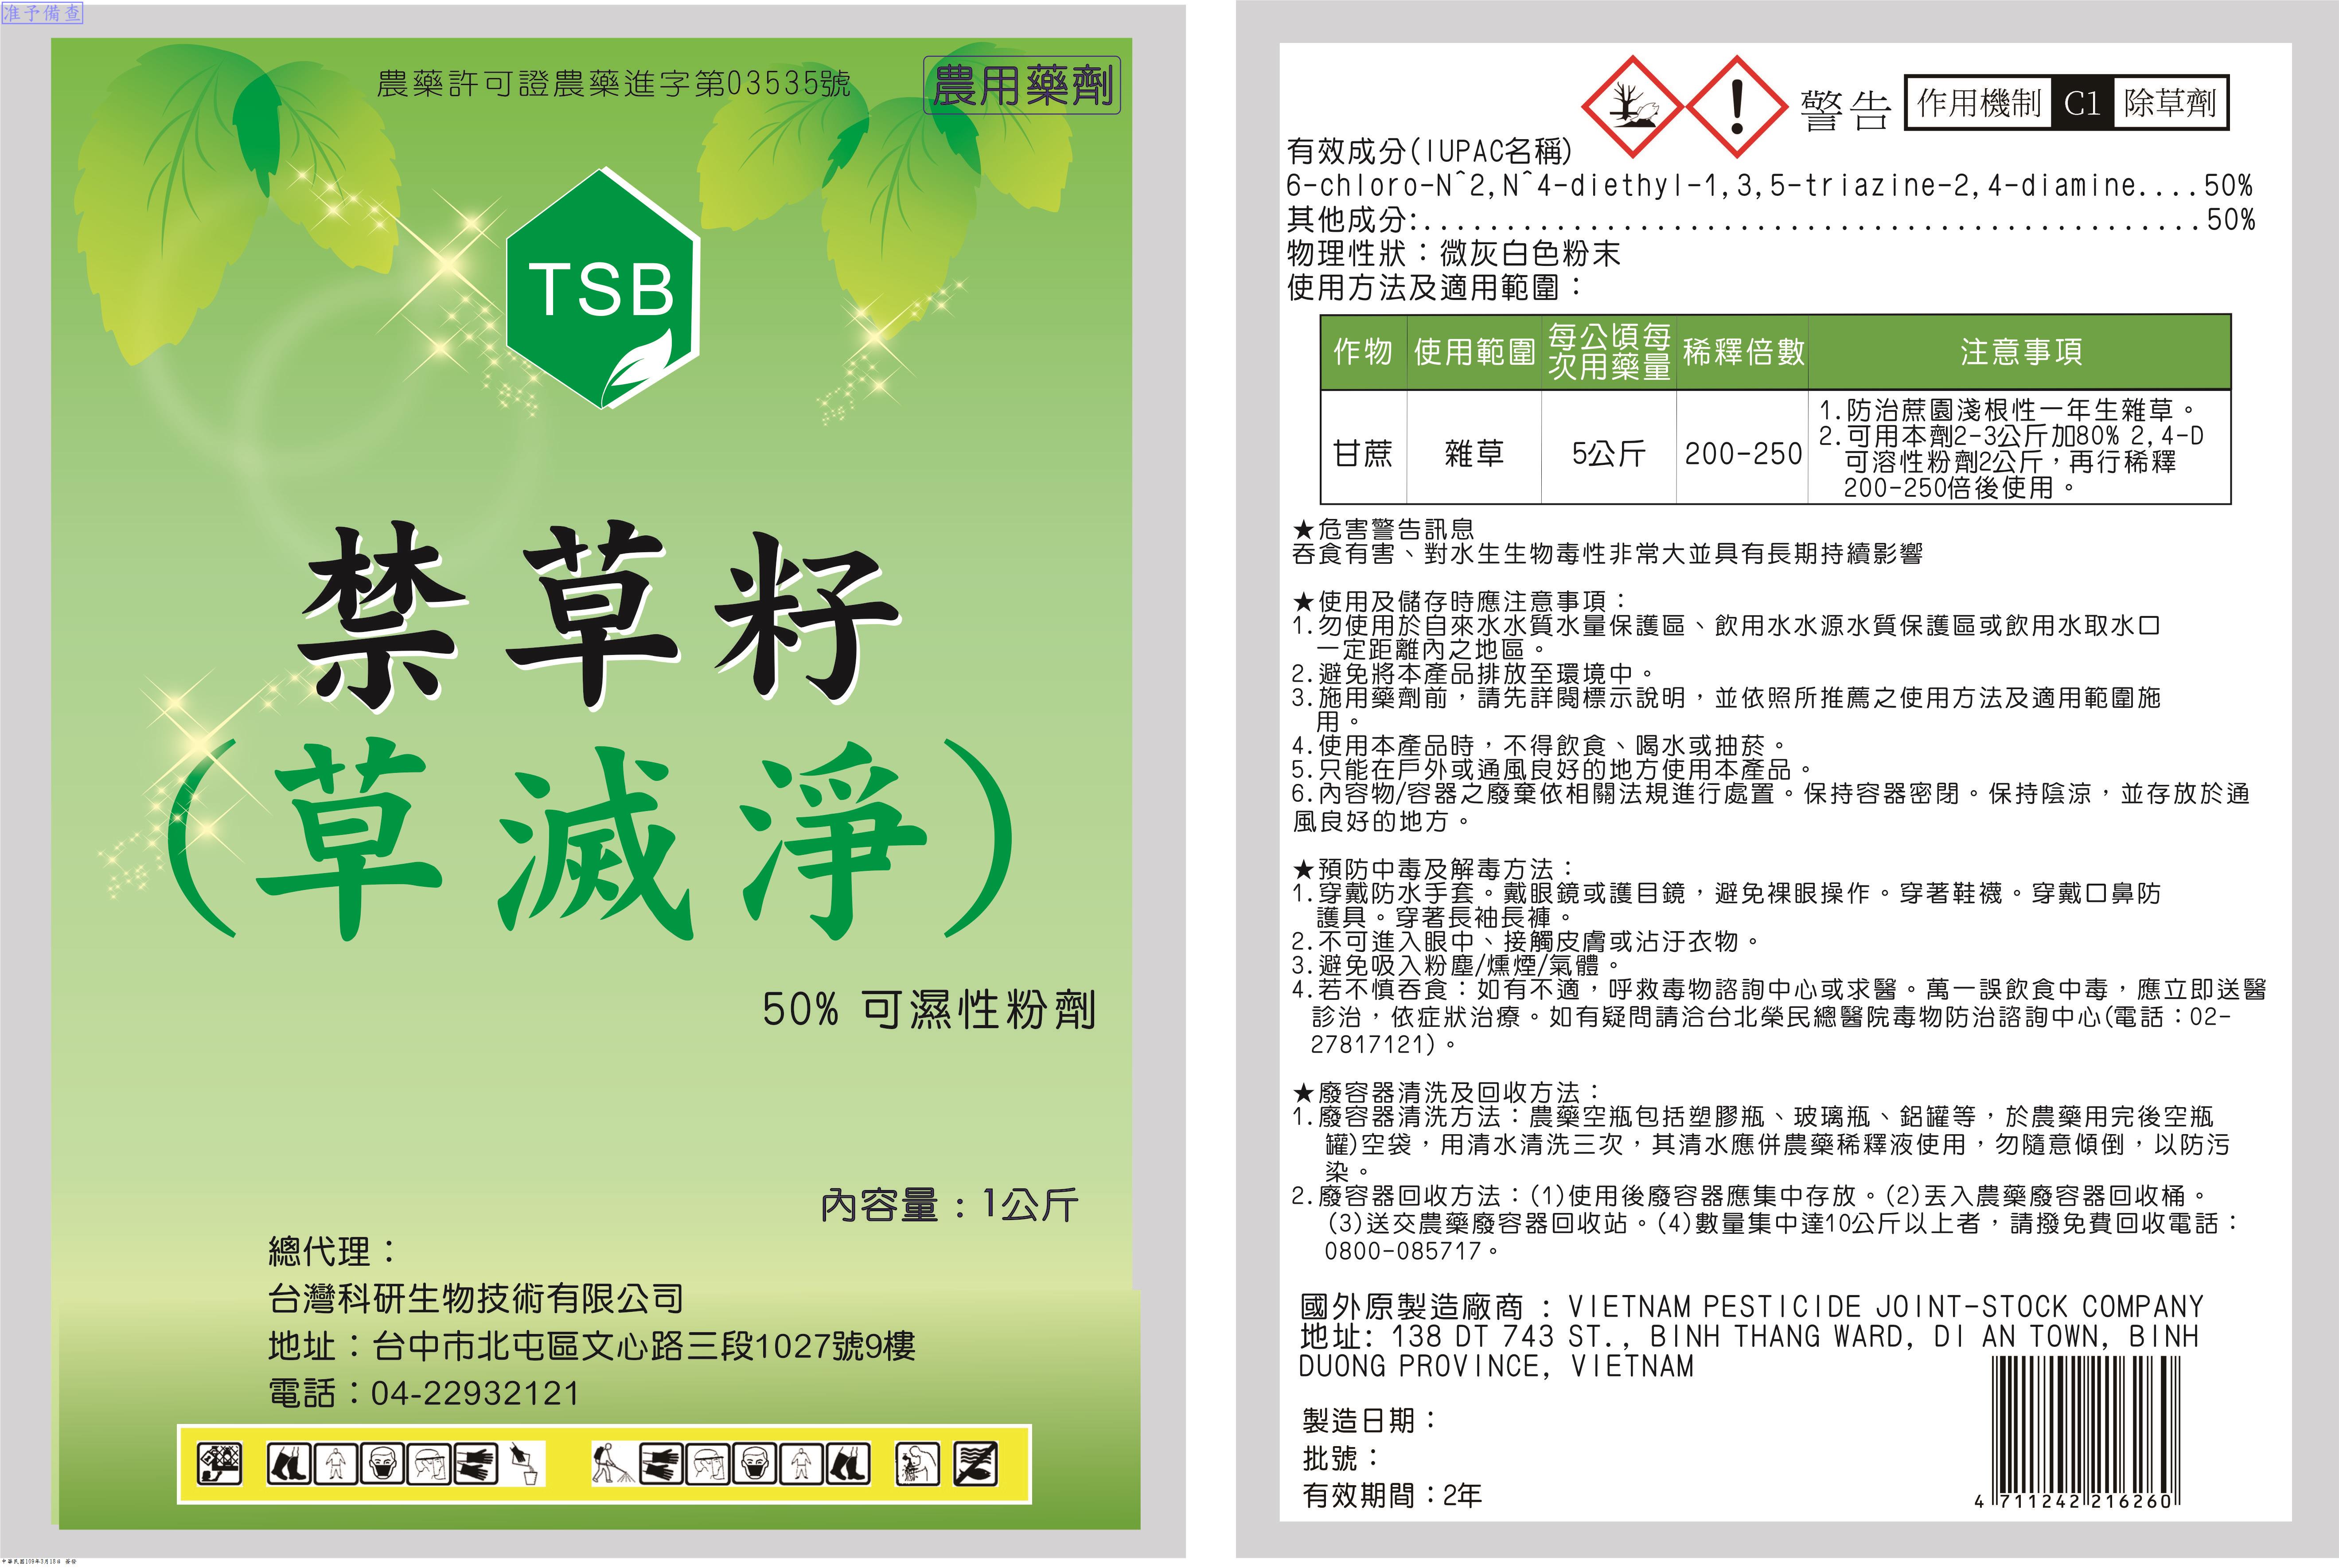 准予備查
農藥許可證農藥進字第03535號
農用藥劑
TSB
禁草籽
(草滅淨)
50% 可濕性粉劑
內容量：1公斤
總代理：
台灣科研生物技術有限公司
地址：台中市北屯區文心路三段1027號9樓
電話：04-22932121
中華民國109年3月18日 簽發
警告
作用機制 C1 除草劑
有效成分(IUPAC名稱)
6-chloro-N^2,N^4-diethyl-1,3,5-triazine-2,4-diamine....50%
其他成分:...............................................50%
物理性狀：微灰白色粉末
使用方法及適用範圍：
作物 使用範圍 每公頃每次用藥量 稀釋倍數 注意事項
甘蔗 雜草 5公斤 200-250
1.防治蔗園淺根性一年生雜草。
2.可用本劑2-3公斤加80% 2,4-D
可溶性粉劑2公斤，再行稀釋
200-250倍後使用。
★危害警告訊息
吞食有害、對水生生物毒性非常大並具有長期持續影響
★使用及儲存時應注意事項：
1.勿使用於自來水水質水量保護區、飲用水水源水質保護區或飲用水取水口
一定距離內之地區。
2.避免將本產品排放至環境中。
3.施用藥劑前，請先詳閱標示說明，並依照所推薦之使用方法及適用範圍施
用。
4.使用本產品時，不得飲食、喝水或抽菸。
5.只能在戶外或通風良好的地方使用本產品。
6.內容物/容器之廢棄依相關法規進行處置。保持容器密閉。保持陰涼，並存放於通
風良好的地方。
★預防中毒及解毒方法：
1.穿戴防水手套。戴眼鏡或護目鏡，避免裸眼操作。穿著鞋襪。穿戴口鼻防
護具。穿著長袖長褲。
2.不可進入眼中、接觸皮膚或沾汙衣物。
3.避免吸入粉塵/燻煙/氣體。
4.若不慎吞食：如有不適，呼救毒物諮詢中心或求醫。萬一誤飲食中毒，應立即送醫
診治，依症狀治療。如有疑問請洽台北榮民總醫院毒物防治諮詢中心(電話：02-
27817121)。
★廢容器清洗及回收方法：
1.廢容器清洗方法：農藥空瓶包括塑膠瓶、玻璃瓶、鋁罐等，於農藥用完後空瓶
罐)空袋，用清水清洗三次，其清水應併農藥稀釋液使用，勿隨意傾倒，以防污
染。
2.廢容器回收方法：(1)使用後廢容器應集中存放。(2)丟入農藥廢容器回收桶。
(3)送交農藥廢容器回收站。(4)數量集中達10公斤以上者，請撥免費回收電話：
0800-085717。
國外原製造廠商 : VIETNAM PESTICIDE JOINT-STOCK COMPANY
地址: 138 DT 743 ST., BINH THANG WARD, DI AN TOWN, BINH
DUONG PROVINCE, VIETNAM
製造日期：
批號：
有效期間：2年
4 711242 216260